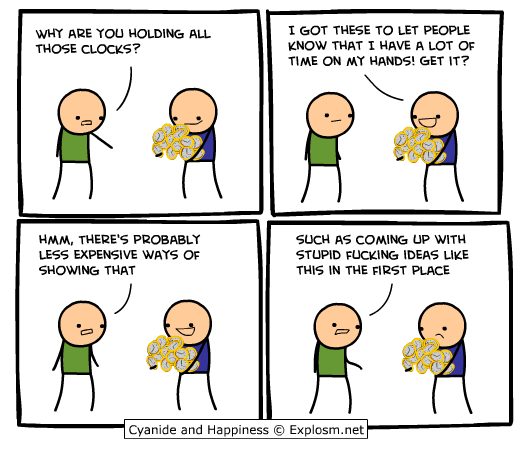 WHY ARE YOU HOLDING ALL
THOSE CLOCKS?
I GOT THESE TO LET PEOPLE
KNOW THAT I HAVE A LOT OF
TIME ON MY HANDS! GET IT?
HMM, THERE'S PROBABLY
LESS EXPENSIVE WAYS OF
SHOWING THAT
SUCH AS COMING UP WITH
STUPID FUCKING IDEAS LIKE
THIS IN THE FIRST PLACE
Cyanide and Happiness © Explosm.net